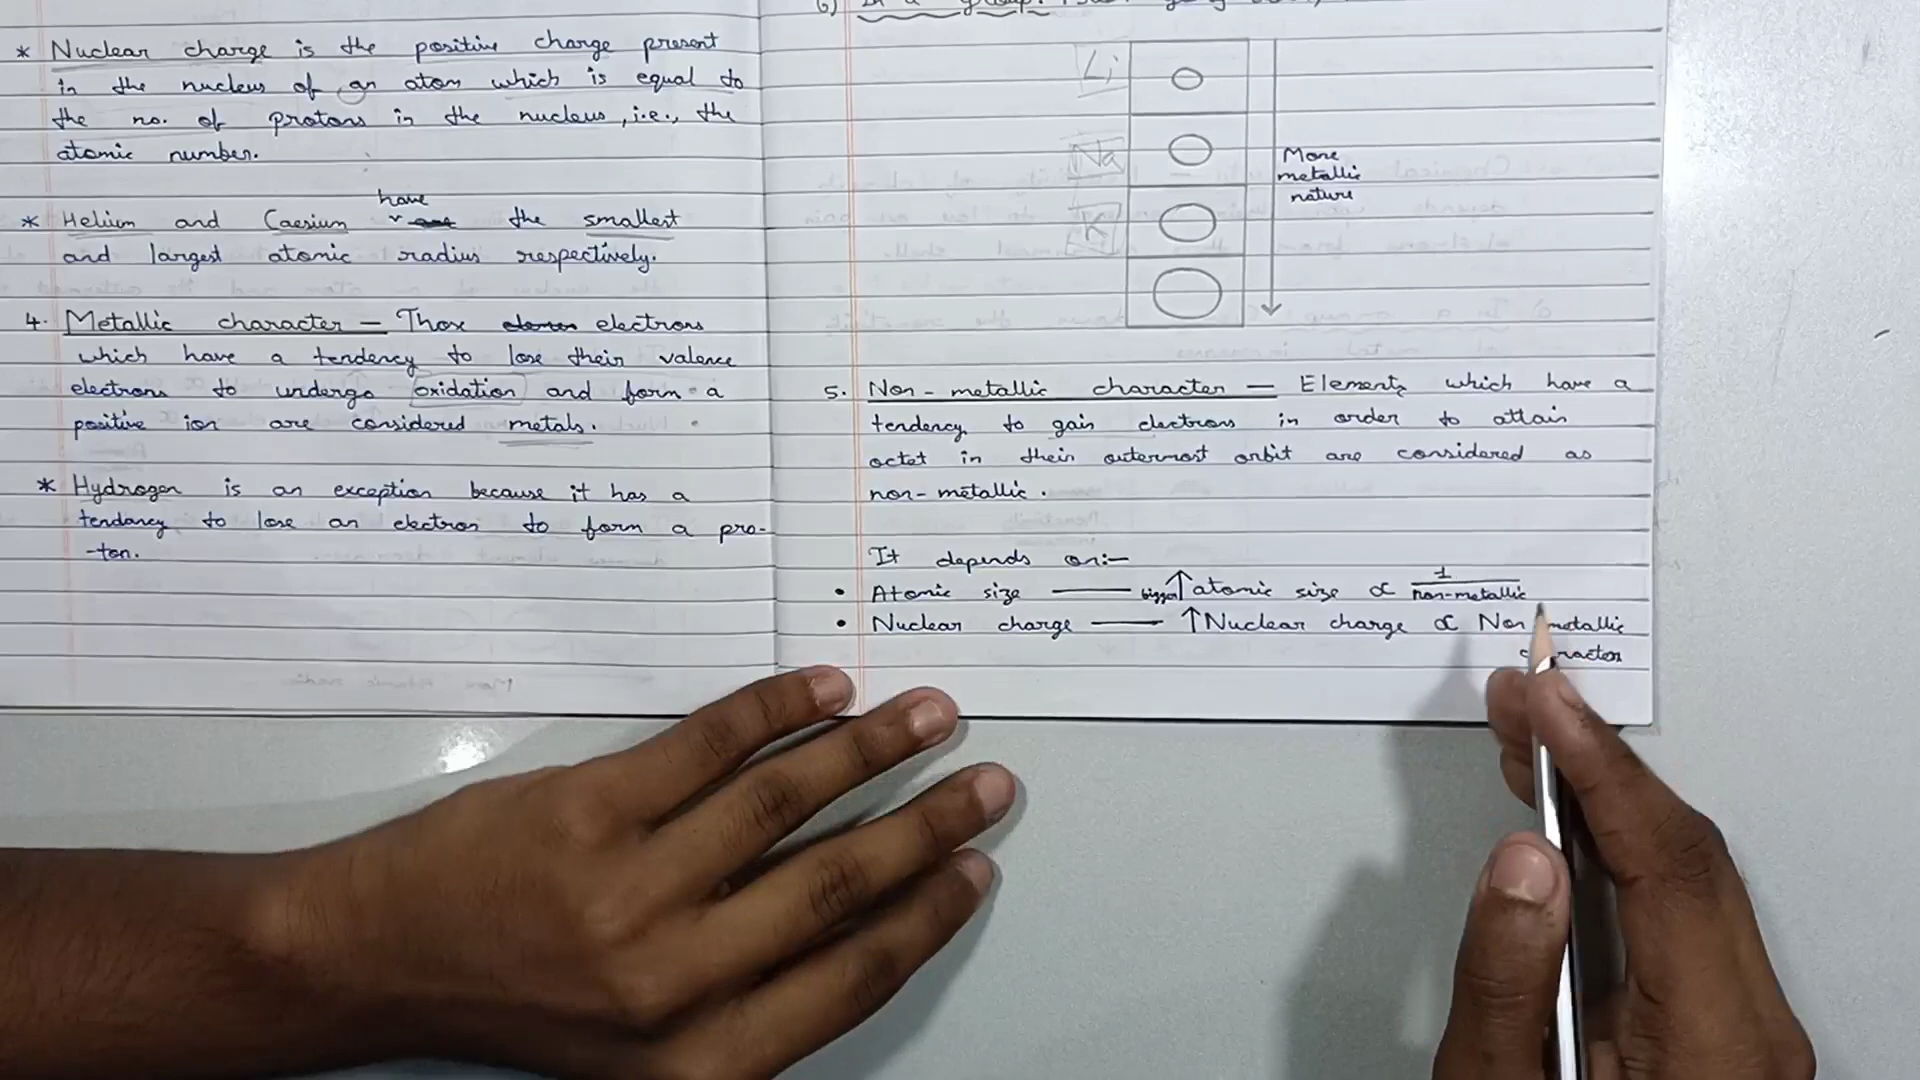 * Nuclear charge is the positive charge present
in the nucleus of an atom which is equal to
the no. of protons in the nucleus, i.e., the
atomic number.
have
* Helium and Caesium the smallest
and largest atomic radius respectively.
4. Metallic character — Those electrons
which have a tendency to lose their valence
electrons to undergo oxidation and form a
positive ion are considered metals.
* Hydrogen is an exception because it has a
tendancy to lose an electron to form a pro-
-ton.
b) In a group:
Li
Na
K
More
metallic
nature
5. Non-metallic character — Elements which have a
tendency to gain electrons in order to attain
octet in their outermost orbit are considered as
non-metallic.
It depends on:-
• Atomic size —— bigger ↑ atomic size ∝ 1
non-metallic
• Nuclear charge —— ↑ Nuclear charge ∝ Non metallic